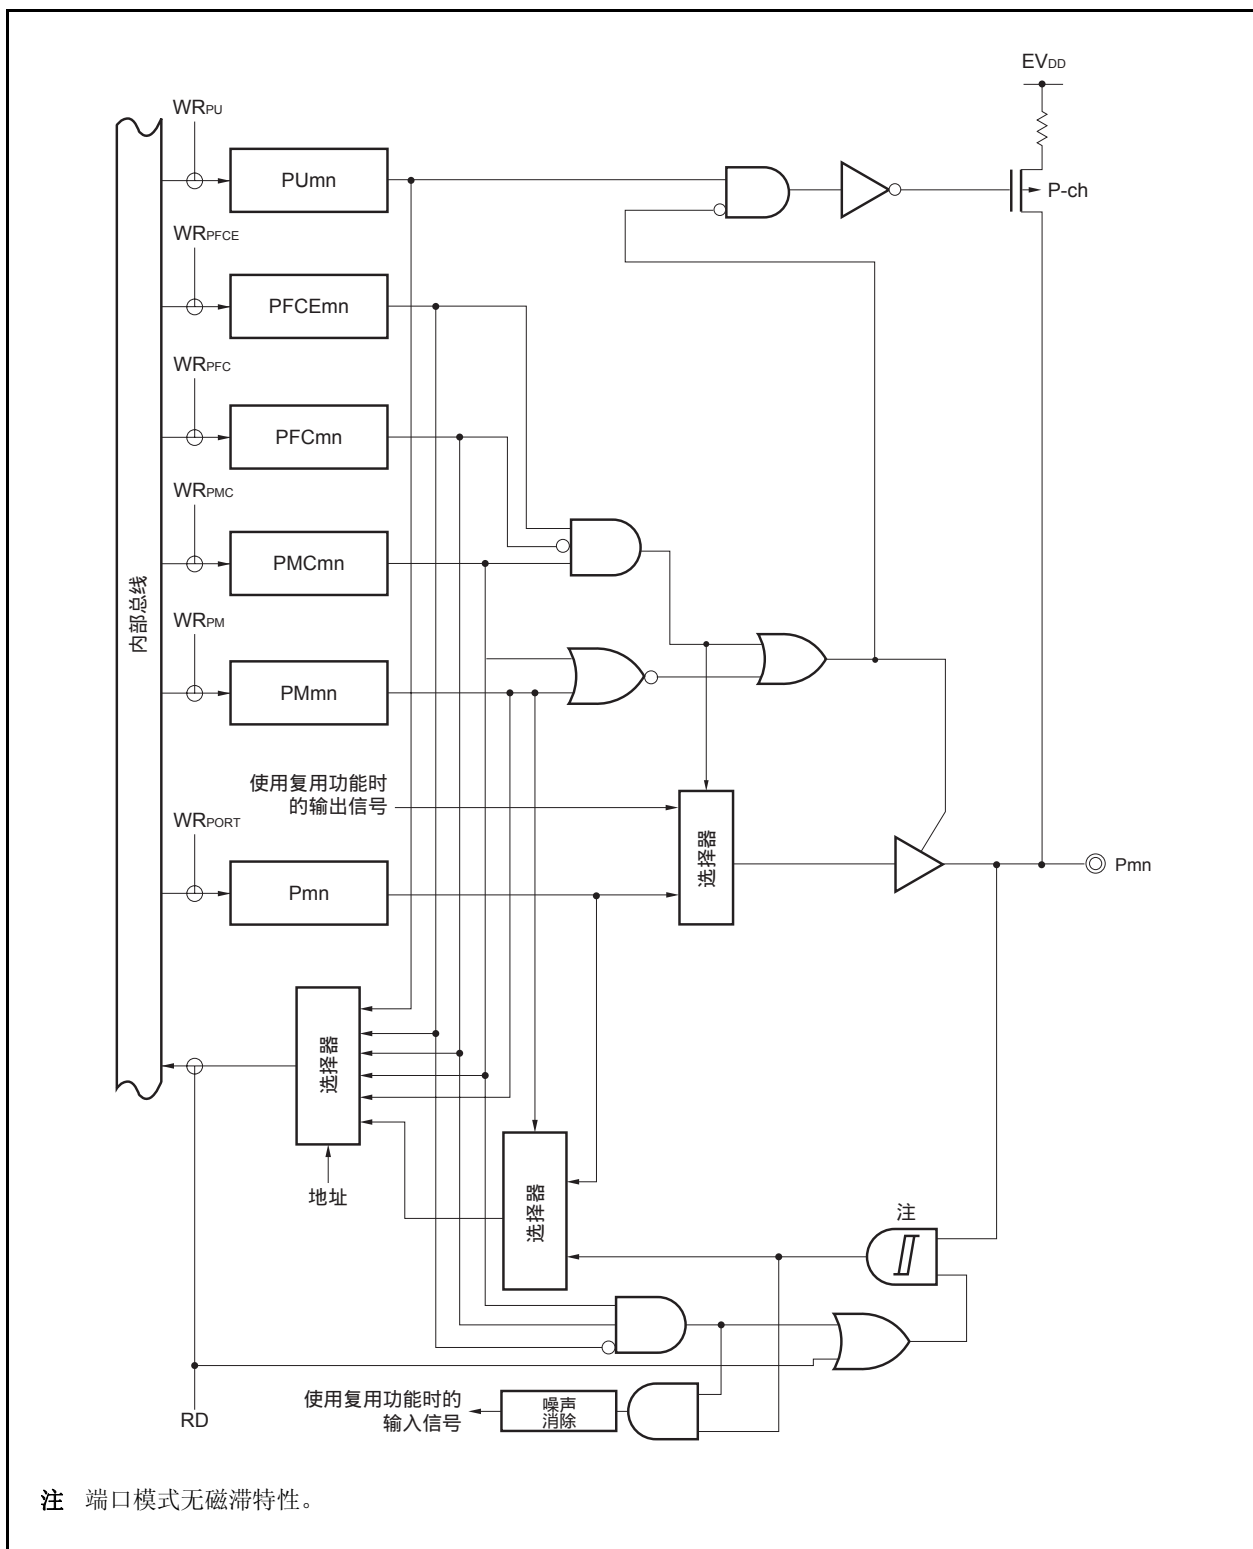 EVDD
WRPU
PUmn
P-ch
WRPFCE
PFCEmn
WRPFC
PFCmn
WRPMC
PMCmn
内部总线
WRPM
PMmn
使用复用功能时
的输出信号
WRPORT
选择器
Pmn
Pmn
选择器
地址
选择器
注
RD
使用复用功能时的
输入信号
噪声
消除
注 端口模式无磁滞特性。